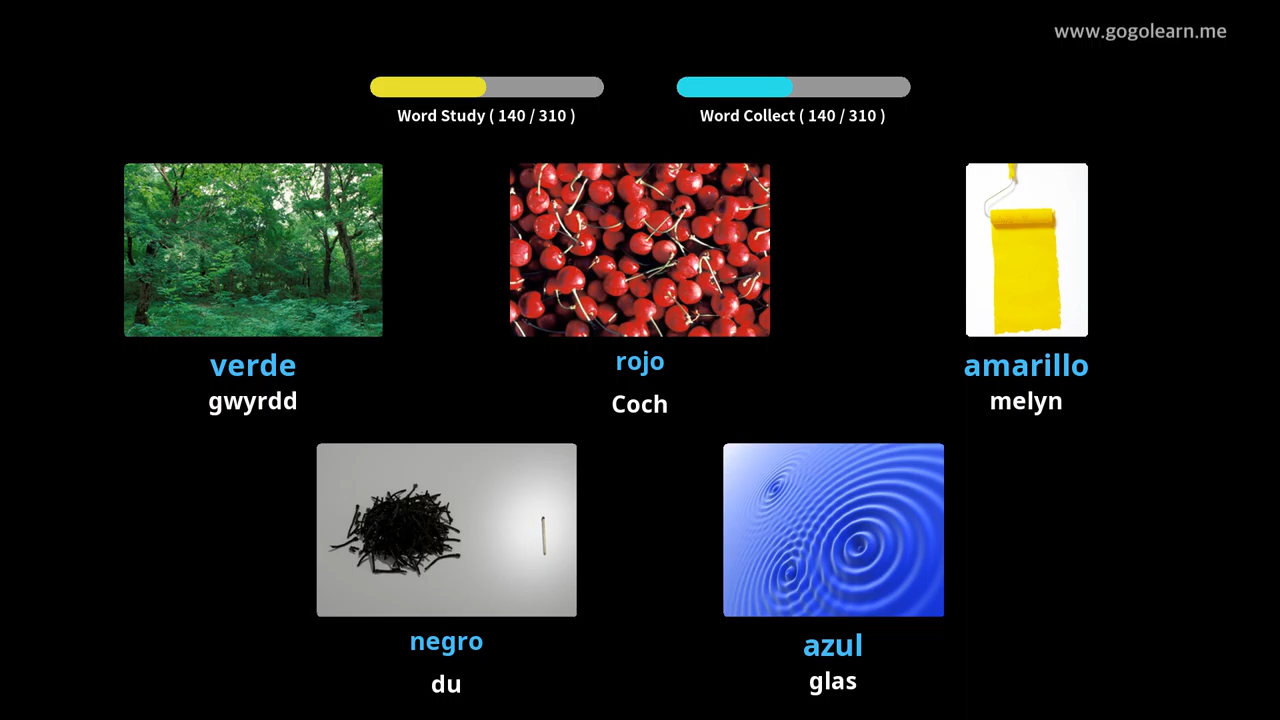 www.gogolearn.me
Word Study ( 140 / 310 )
Word Collect ( 140 / 310 )
verde
gwyrdd
rojo
Coch
amarillo
melyn
negro
du
azul
glas